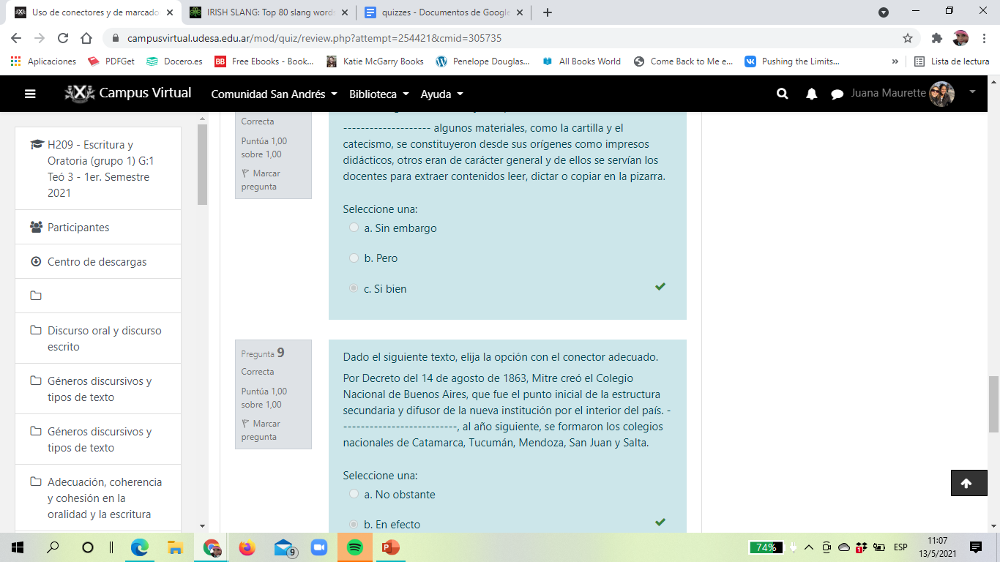 Uso de conectores y de marcado
IRISH SLANG: Top 80 slang words
quizzes - Documentos de Google
campusvirtual.udesa.edu.ar/mod/quiz/review.php?attempt=254421&cmid=305735
Aplicaciones
PDFGet
Docero.es
BB Free Ebooks - Book...
Katie McGarry Books
Penelope Douglas...
All Books World
Come Back to Me e...
Pushing the Limits...
»
Lista de lectura
Campus Virtual
Comunidad San Andrés
Biblioteca
Ayuda
Juana Maurette
H209 - Escritura y
Oratoria (grupo 1) G:1
Teó 3 - 1er. Semestre
2021
Participantes
Centro de descargas
Discurso oral y discurso
escrito
Géneros discursivos y
tipos de texto
Géneros discursivos y
tipos de texto
Adecuación, coherencia
y cohesión en la
oralidad y la escritura
Correcta
Puntúa 1,00
sobre 1,00
Marcar
pregunta
-------------------- algunos materiales, como la cartilla y el
catecismo, se constituyeron desde sus orígenes como impresos
didácticos, otros eran de carácter general y de ellos se servían los
docentes para extraer contenidos leer, dictar o copiar en la pizarra.
Seleccione una:
a. Sin embargo
b. Pero
c. Si bien
Pregunta 9
Correcta
Puntúa 1,00
sobre 1,00
Marcar
pregunta
Dado el siguiente texto, elija la opción con el conector adecuado.
Por Decreto del 14 de agosto de 1863, Mitre creó el Colegio
Nacional de Buenos Aires, que fue el punto inicial de la estructura
secundaria y difusor de la nueva institución por el interior del país. -
--------------------------, al año siguiente, se formaron los colegios
nacionales de Catamarca, Tucumán, Mendoza, San Juan y Salta.
Seleccione una:
a. No obstante
b. En efecto
9
74%
ESP
11:07
13/5/2021